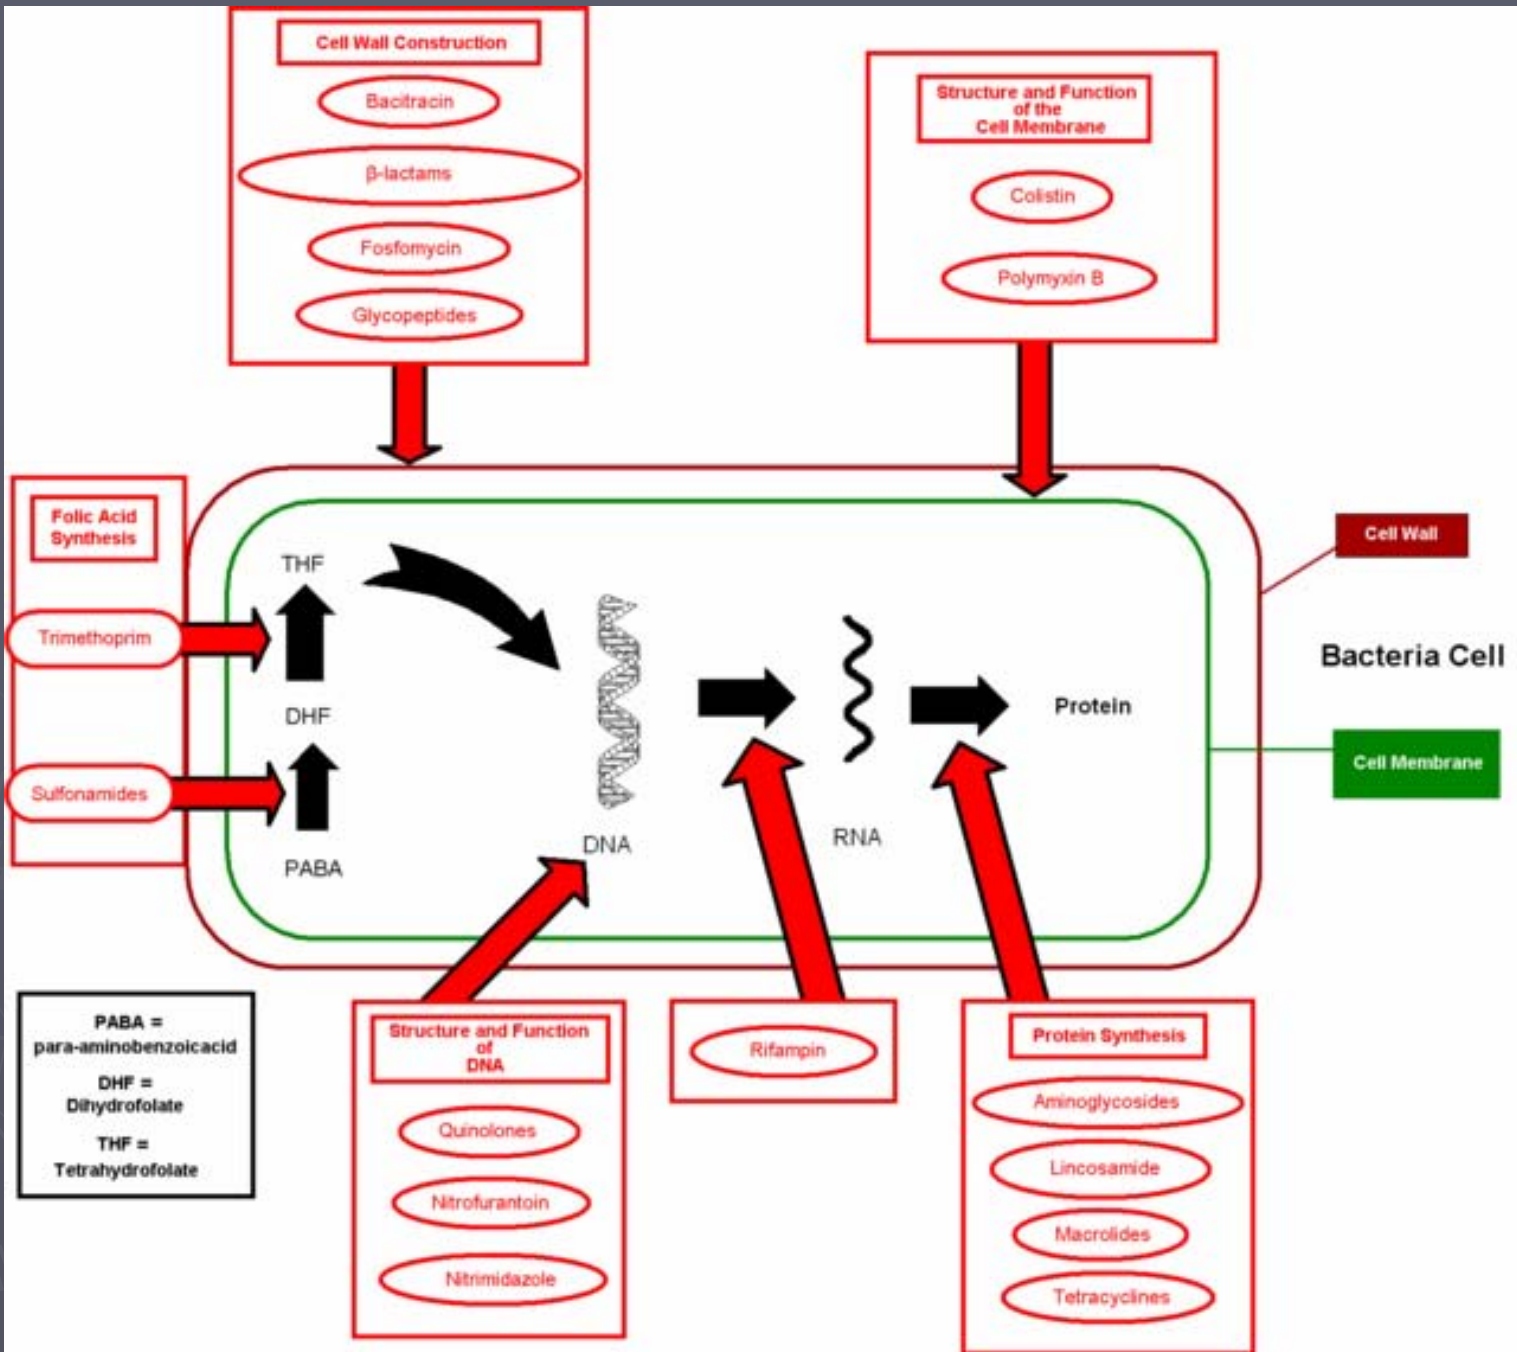 Cell Wall Construction
Bacitracin
β-lactams
Fosfomycin
Glycopeptides
Structure and Function
of the
Cell Membrane
Colistin
Polymyxin B
Folic Acid
Synthesis
Trimethoprim
Sulfonamides
THF
DHF
PABA
DNA
RNA
Protein
Cell Wall
Bacteria Cell
Cell Membrane
PABA =
para-aminobenzoicacid
DHF =
Dihydrofolate
THF =
Tetrahydrofolate
Structure and Function
of
DNA
Quinolones
Nitrofurantoin
Nitrimidazole
Rifampin
Protein Synthesis
Aminoglycosides
Lincosamide
Macrolides
Tetracyclines